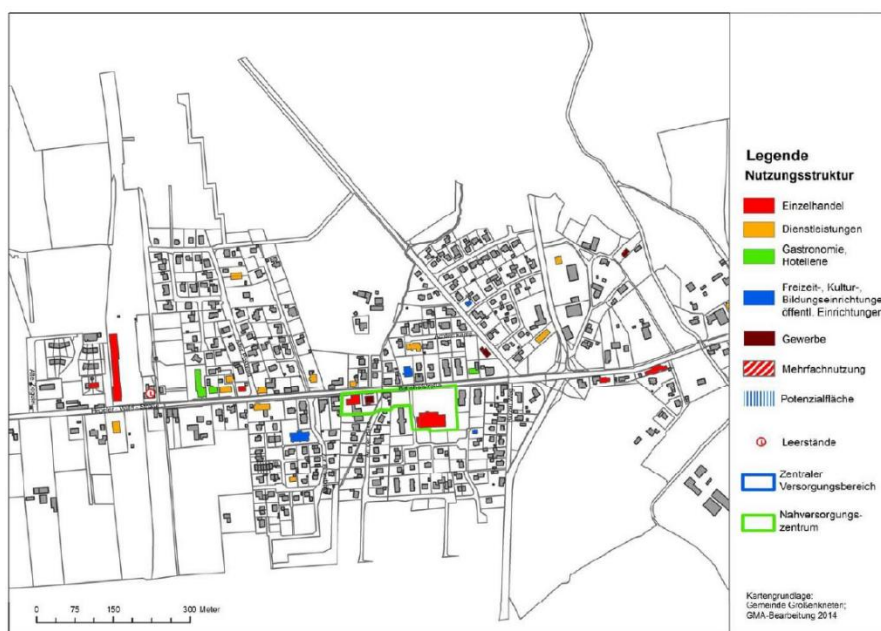 Legende
Nutzungsstruktur
Einzelhandel
Dienstleistungen
Gastronomie,
Hotellerie
Freizeit-, Kultur-,
Bildungseinrichtunge
öffentl. Einrichtungen
Gewerbe
Mehrfachnutzung
Potenzialfläche
Leerstände
Zentraler
Versorgungsbereich
Nahversorgungs-
zentrum
Kartengrundlage:
Gemeinde Großenkneten;
GMA-Bearbeitung 2014
0 75 150 300 Meter